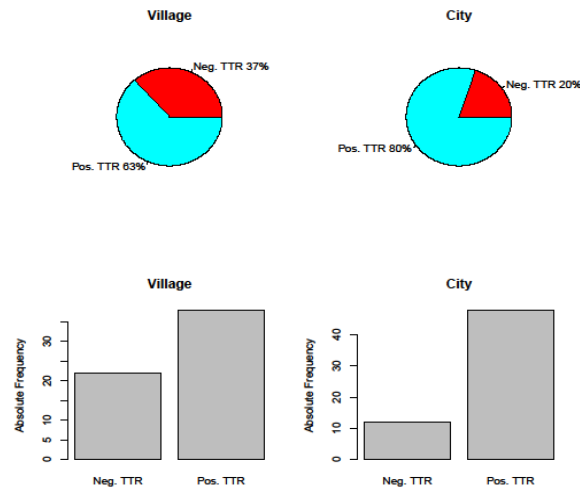 Village
City
Neg. TTR 37%
Pos. TTR 63%
Neg. TTR 20%
Pos. TTR 80%
Village
City
Absolute Frequency
30
20
10
5
0
Neg. TTR
Pos. TTR
Absolute Frequency
40
30
20
10
0
Neg. TTR
Pos. TTR